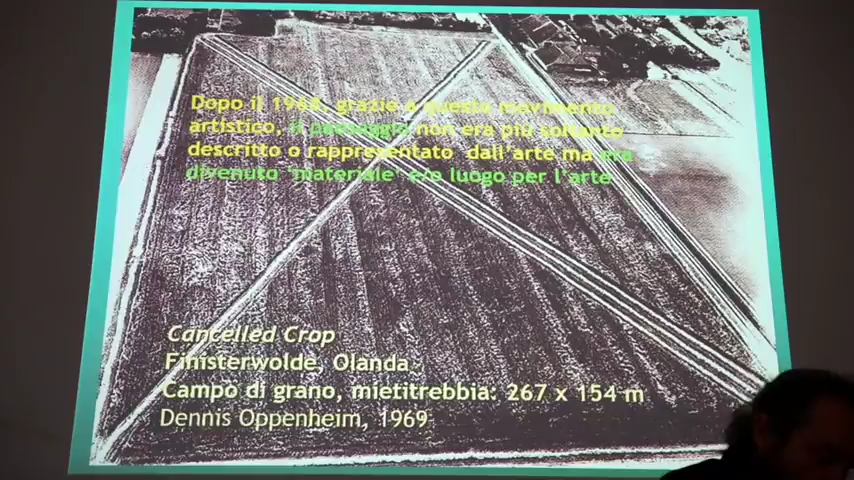 Dopo il 1968, grazie a questo movimento
artistico, il paesaggio non era più soltanto
descritto o rappresentato dall'arte ma era
divenuto 'materiale' e/o luogo per l'arte
Cancelled Crop
Finisterwolde, Olanda
Campo di grano, mietitrebbia: 267 x 154 m
Dennis Oppenheim, 1969